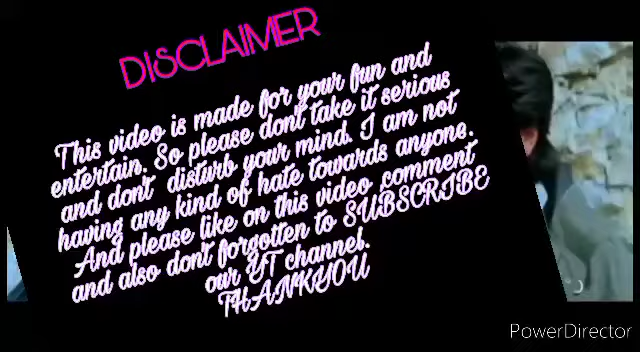 DISCLAIMER
This video is made for your fun and
entertain. So please dont take it serious
and dont disturb your mind. I am not
having any kind of hate towards anyone.
And please like on this video comment
and also dont forgotten to SUBSCRIBE
our YT channel.
THANKYOU
PowerDirector